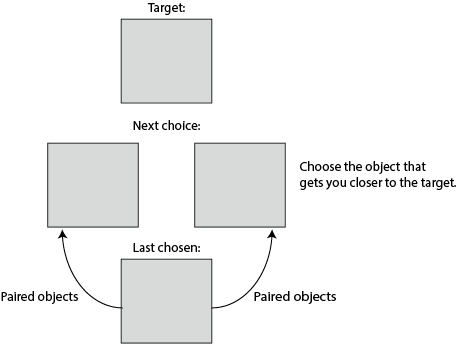 Target:
Next choice:
Choose the object that
gets you closer to the target.
Last chosen:
Paired objects
Paired objects